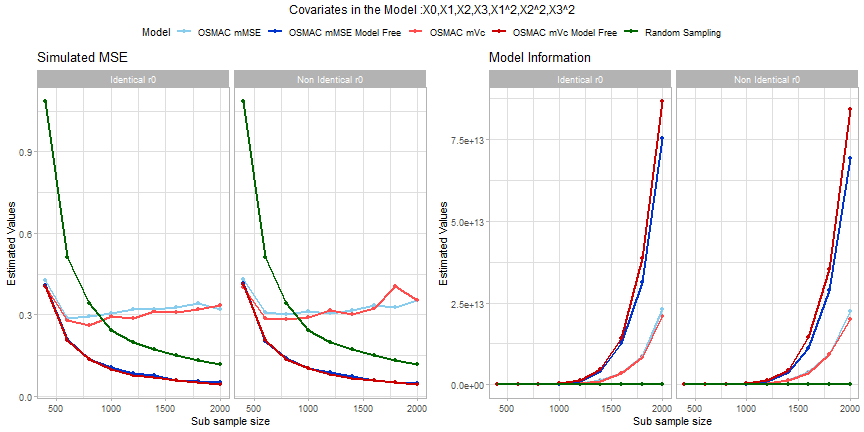 Covariates in the Model :X0,X1,X2,X3,X1^2,X2^2,X3^2
Model OSMAC mMSE OSMAC mMSE Model Free OSMAC mVc OSMAC mVc Model Free Random Sampling
Simulated MSE
Identical r0
Non Identical r0
Estimated Values
0.9
0.6
0.3
0.0
500 1000 1500 2000
500 1000 1500 2000
Sub sample size
Model Information
Identical r0
Non Identical r0
Estimated Values
7.5e+13
5.0e+13
2.5e+13
0.0e+00
500 1000 1500 2000
500 1000 1500 2000
Sub sample size